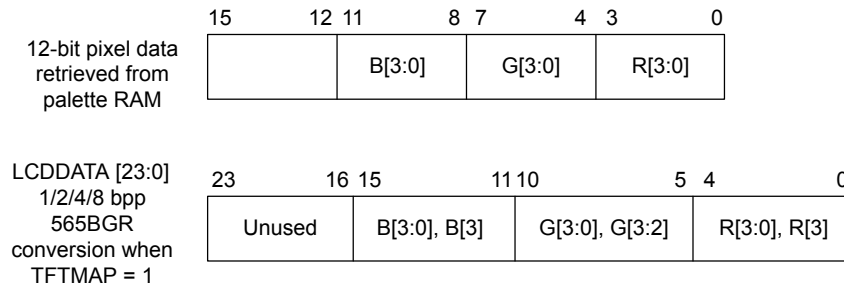 15 12 11 8 7 4 3 0
12-bit pixel data
retrieved from
palette RAM
B[3:0] G[3:0] R[3:0]
LCDDATA [23:0]
1/2/4/8 bpp
565BGR
conversion when
TFTMAP = 1
23 16 15 11 10 5 4 0
Unused B[3:0], B[3] G[3:0], G[3:2] R[3:0], R[3]